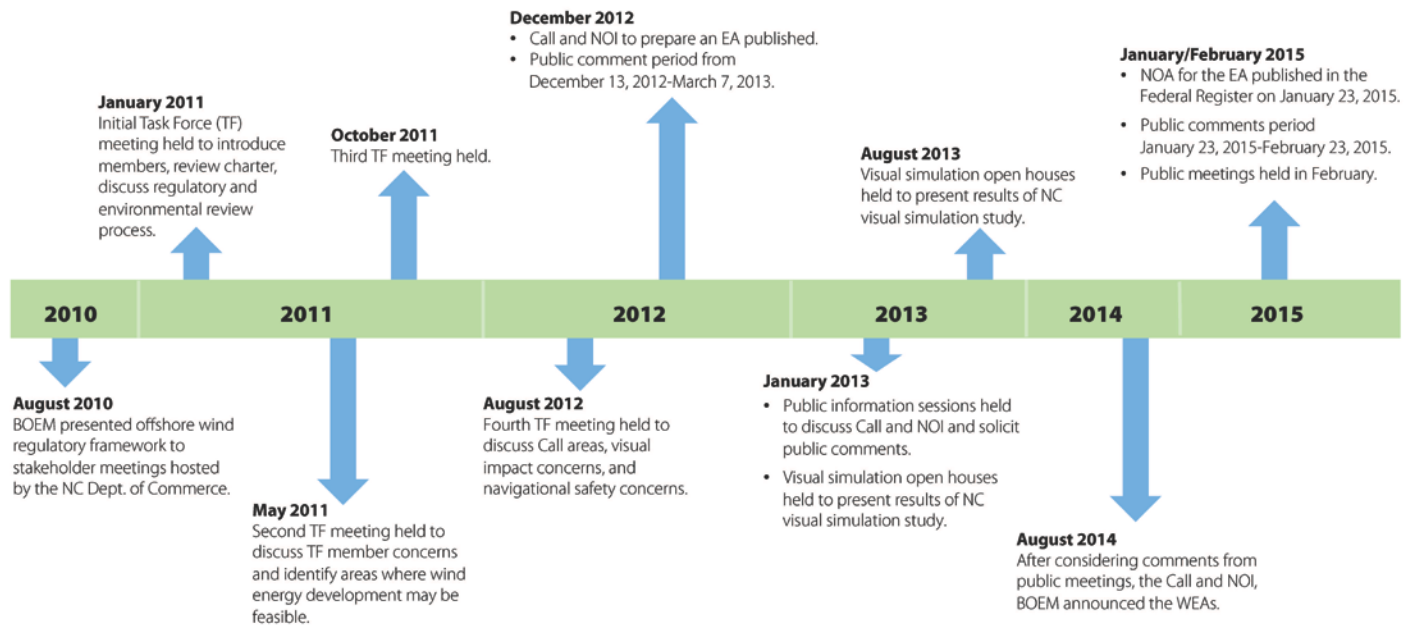 December 2012
• Call and NOI to prepare an EA published.
• Public comment period from
December 13, 2012-March 7, 2013.
January/February 2015
• NOA for the EA published in the
Federal Register on January 23, 2015.
• Public comments period
January 23, 2015-February 23, 2015.
• Public meetings held in February.
January 2011
Initial Task Force (TF)
meeting held to introduce
members, review charter,
discuss regulatory and
environmental review
process.
October 2011
Third TF meeting held.
August 2013
Visual simulation open houses
held to present results of NC
visual simulation study.
2010
2011
2012
2013
2014
2015
August 2010
BOEM presented offshore wind
regulatory framework to
stakeholder meetings hosted
by the NC Dept. of Commerce.
May 2011
Second TF meeting held to
discuss TF member concerns
and identify areas where wind
energy development may be
feasible.
August 2012
Fourth TF meeting held to
discuss Call areas, visual
impact concerns, and
navigational safety concerns.
January 2013
• Public information sessions held
to discuss Call and NOI and solicit
public comments.
• Visual simulation open houses
held to present results of NC
visual simulation study.
August 2014
After considering comments from
public meetings, the Call and NOI,
BOEM announced the WEAs.